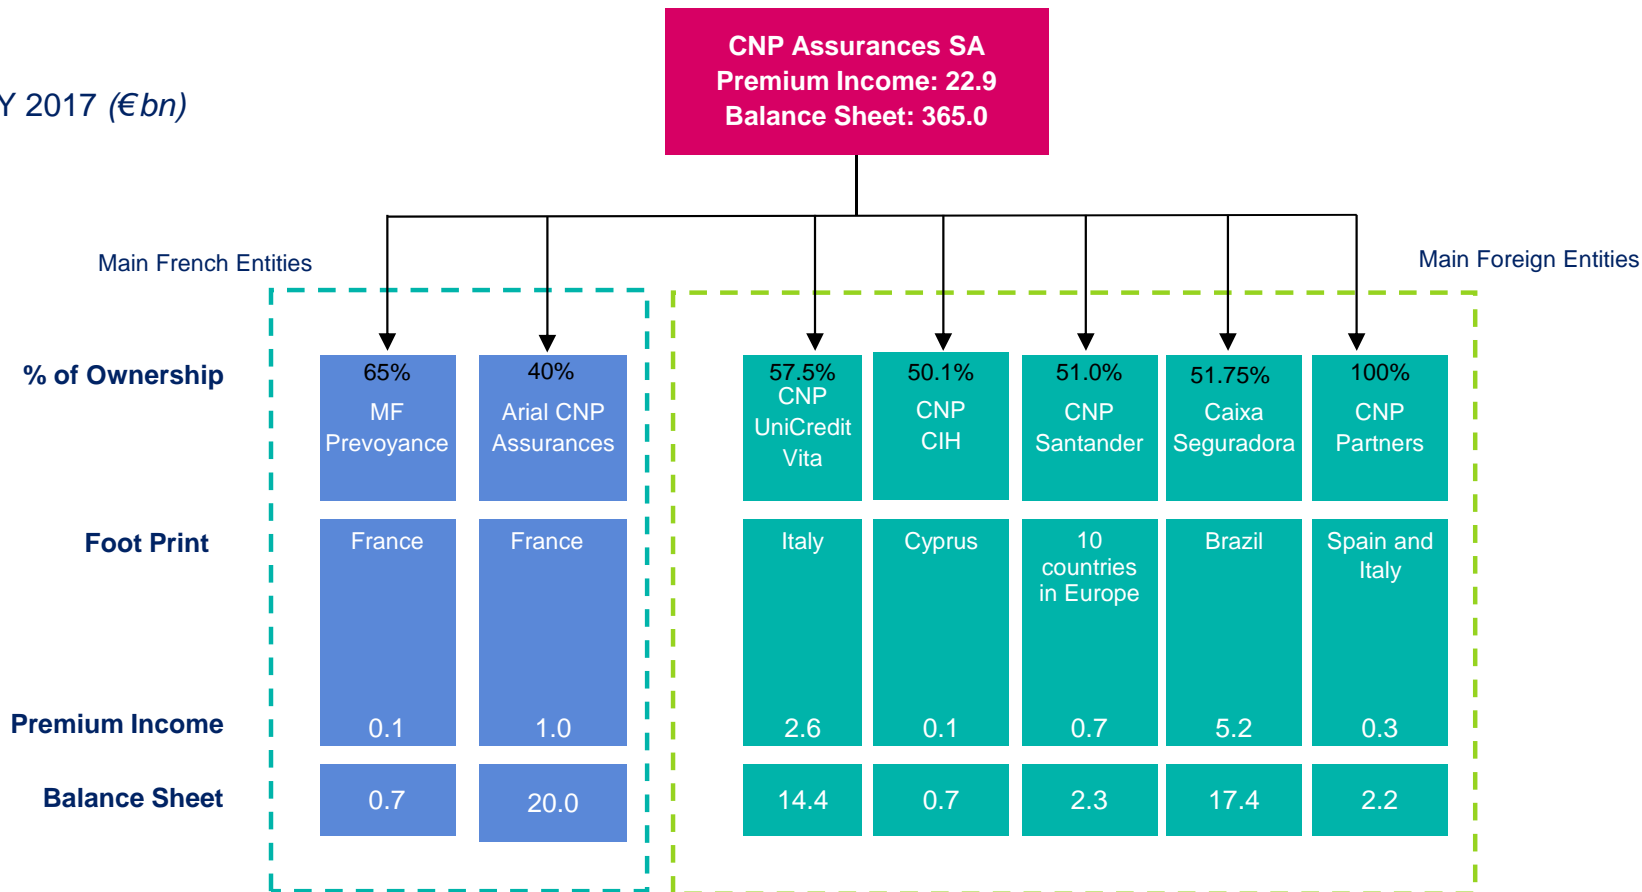 CNP Assurances SA
Premium Income: 22.9
Balance Sheet: 365.0
Y 2017 (€bn)
Main French Entities
Main Foreign Entities
% of Ownership
65%
MF
Prevoyance
40%
Arial CNP
Assurances
57.5%
CNP
UniCredit
Vita
50.1%
CNP
CIH
51.0%
CNP
Santander
51.75%
Caixa
Seguradora
100%
CNP
Partners
Foot Print
France
France
Italy
Cyprus
10
countries
in Europe
Brazil
Spain and
Italy
Premium Income
0.1
1.0
2.6
0.1
0.7
5.2
0.3
Balance Sheet
0.7
20.0
14.4
0.7
2.3
17.4
2.2